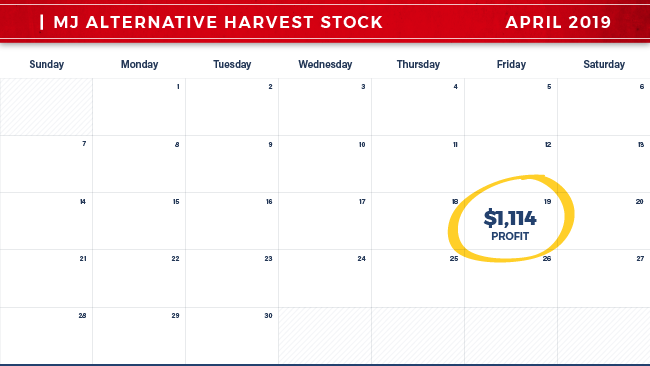 MJ ALTERNATIVE HARVEST STOCK APRIL 2019
Sunday Monday Tuesday Wednesday Thursday Friday Saturday
1 2 3 4 5 6
7 8 9 10 11 12 13
14 15 16 17 18 19 20
$1,114
PROFIT
21 22 23 24 25 26 27
28 29 30